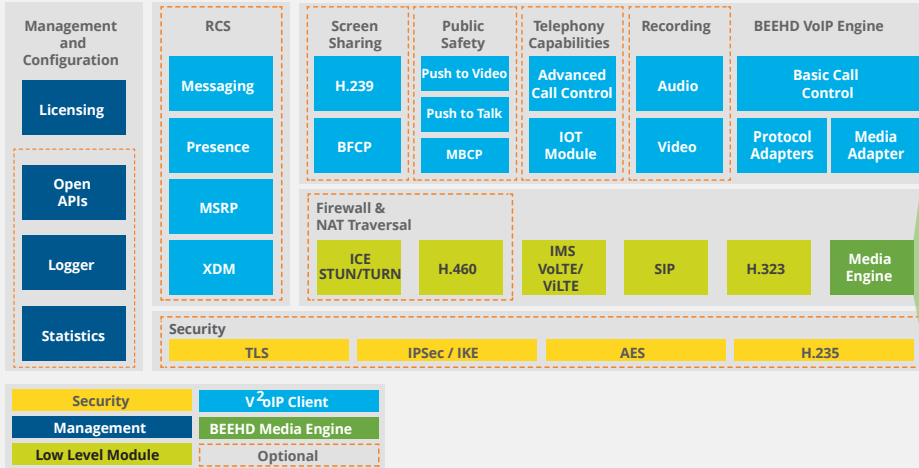 Management
and
Configuration
Licensing
Open
APIs
Logger
Statistics
RCS
Messaging
Presence
MSRP
XDM
Screen
Sharing
H.239
BFCP
Public
Safety
Push to Video
Push to Talk
MBCP
Telephony
Capabilities
Advanced
Call Control
IOT
Module
Recording
Audio
Video
BEEHD VoIP Engine
Basic Call
Control
Protocol
Adapters
Media
Adapter
Firewall &
NAT Traversal
ICE
STUN/TURN
H.460
IMS
VoLTE/
ViLTE
SIP
H.323
Media
Engine
Security
TLS
IPSec / IKE
AES
H.235
Security
V2oIP Client
Management
BEEHD Media Engine
Low Level Module
Optional